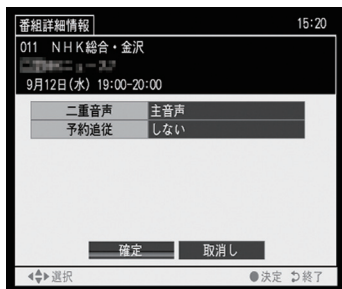 番組詳細情報 15:20
011 NHK総合・金沢
9月12日(水) 19:00-20:00
二重音声 主音声
予約追従 しない
確定 取消し
選択 決定 終了